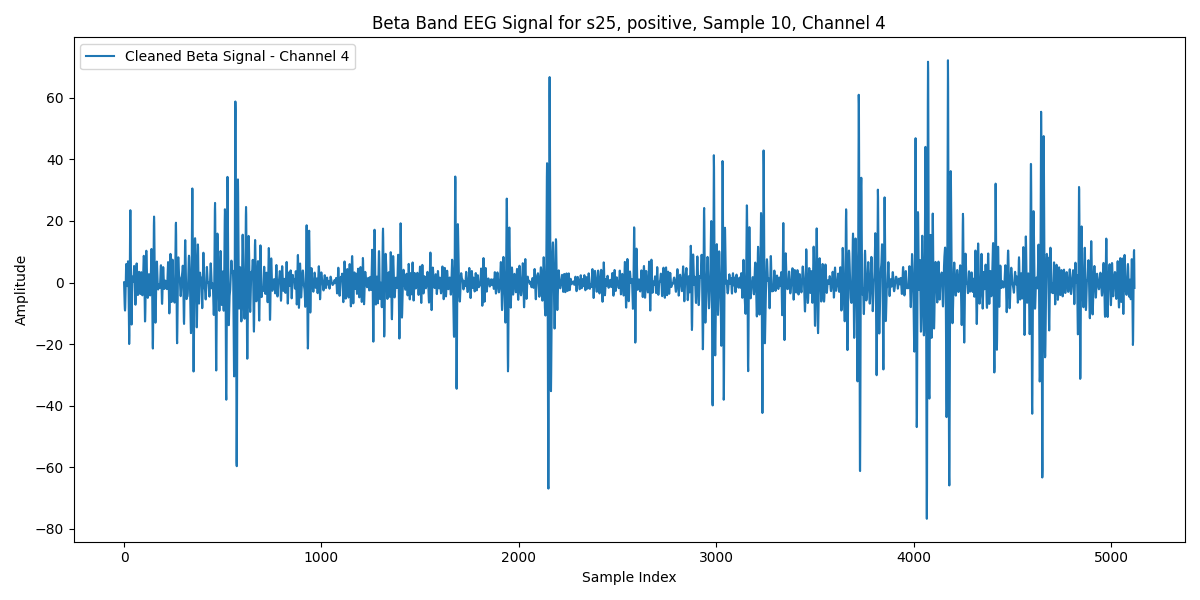 Beta Band EEG Signal for s25, positive, Sample 10, Channel 4
Cleaned Beta Signal - Channel 4
60
40
20
0
−20
−40
−60
−80
Amplitude
0 1000 2000 3000 4000 5000
Sample Index